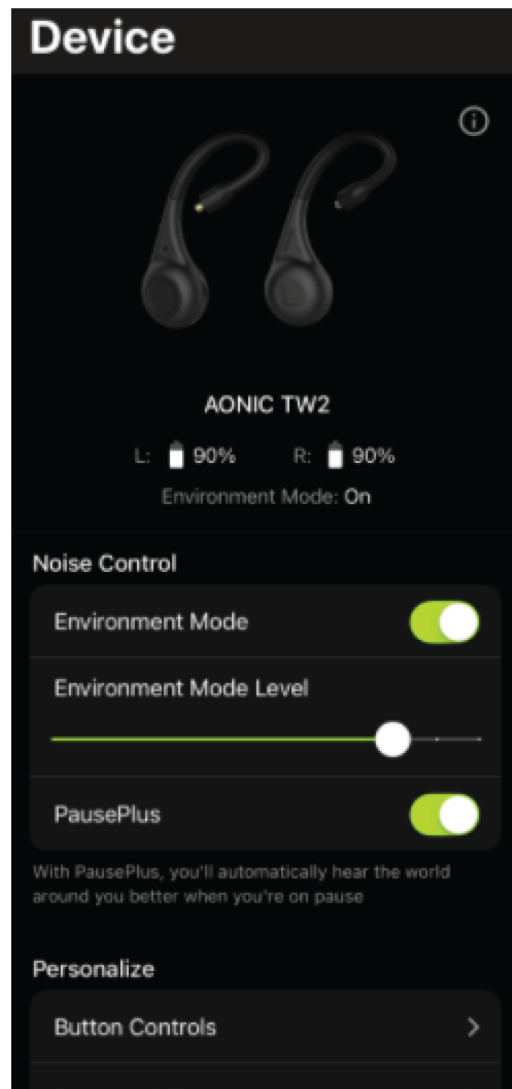 Device
AONIC TW2
L: 90% R: 90%
Environment Mode: On
Noise Control
Environment Mode
Environment Mode Level
PausePlus
With PausePlus, you'll automatically hear the world
around you better when you're on pause
Personalize
Button Controls